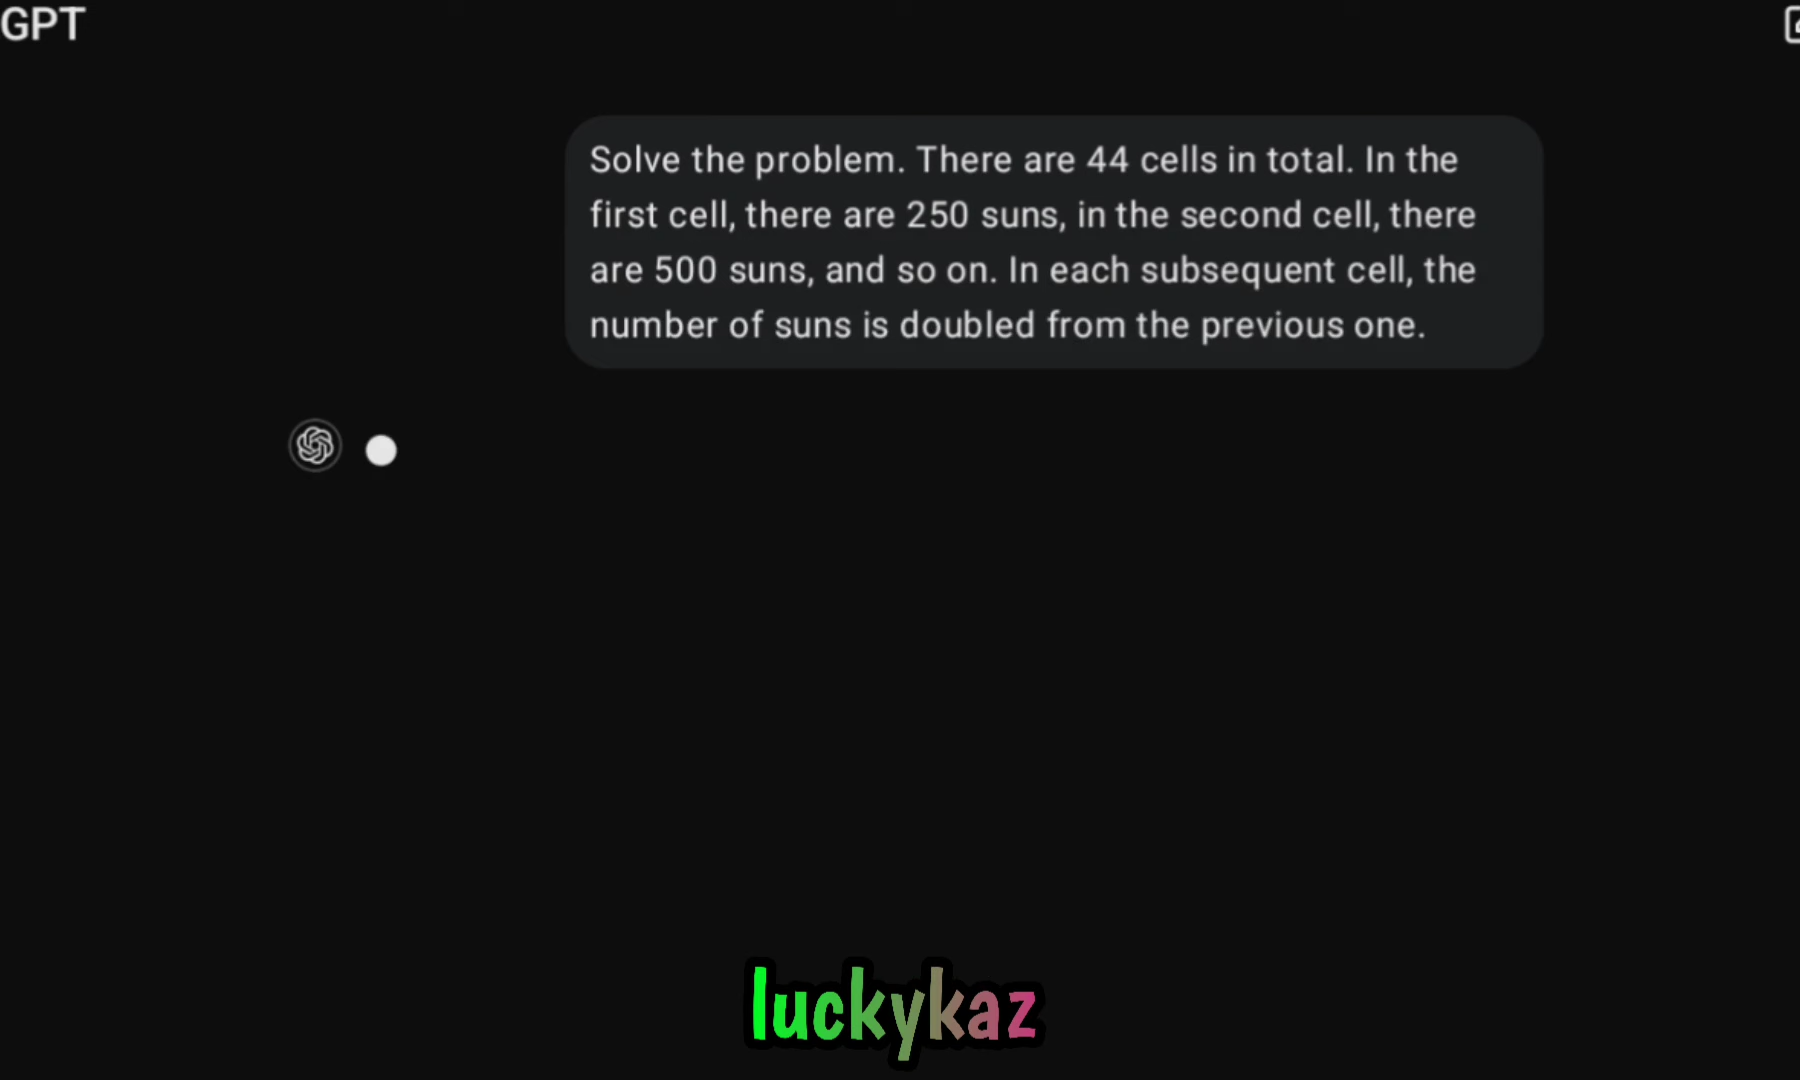 GPT
Solve the problem. There are 44 cells in total. In the
first cell, there are 250 suns, in the second cell, there
are 500 suns, and so on. In each subsequent cell, the
number of suns is doubled from the previous one.
luckykaz